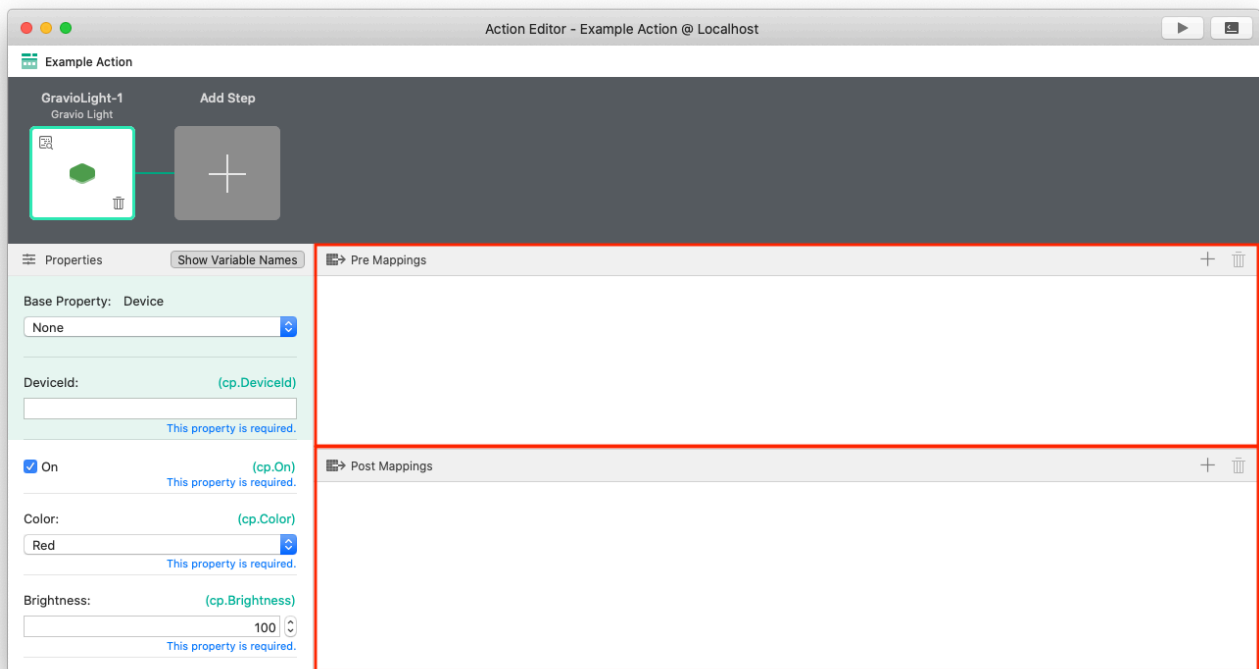 Action Editor - Example Action @ Localhost
Example Action
GravioLight-1
Gravio Light
Add Step
Properties
Show Variable Names
Pre Mappings
Base Property: Device
None
DeviceId: (cp.DeviceId)
This property is required.
On (cp.On)
This property is required.
Post Mappings
Color: (cp.Color)
Red
This property is required.
Brightness: (cp.Brightness)
100
This property is required.